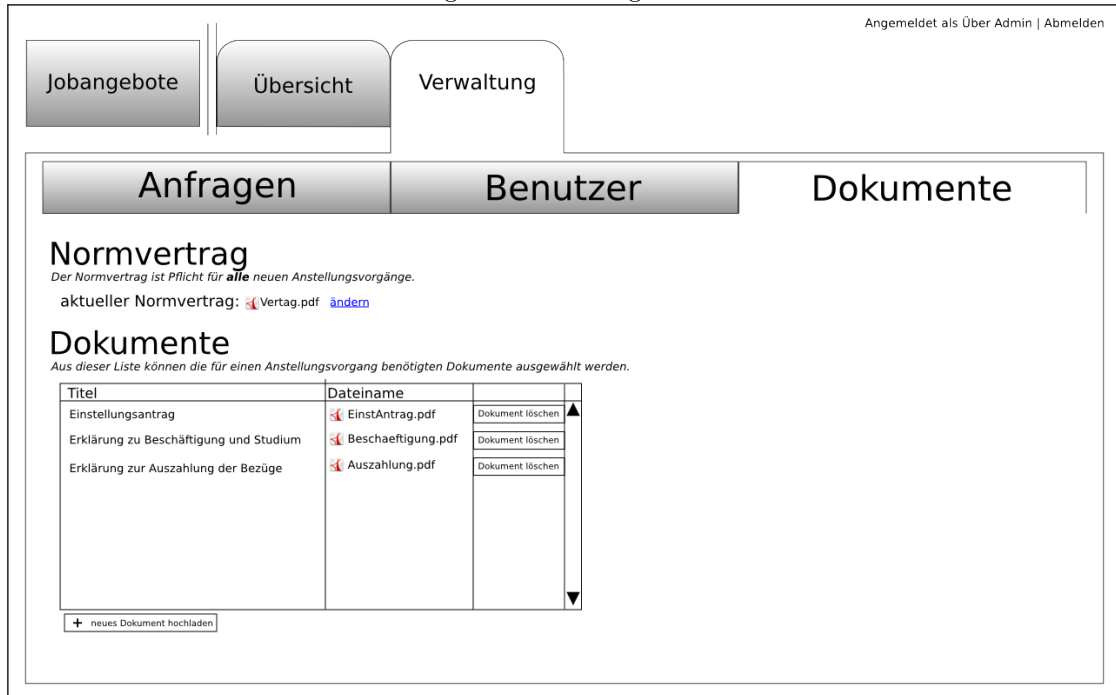 Angemeldet als Über Admin | Abmelden
Jobangebote
Übersicht
Verwaltung
Anfragen
Benutzer
Dokumente
Normvertrag
Der Normvertrag ist Pflicht für alle neuen Anstellungsvorgänge.
aktueller Normvertrag: Vertag.pdf ändern
Dokumente
Aus dieser Liste können die für einen Anstellungsvorgang benötigten Dokumente ausgewählt werden.
Titel Dateiname
Einstellungsantrag EinstAntrag.pdf Dokument löschen
Erklärung zu Beschäftigung und Studium Beschaeftigung.pdf Dokument löschen
Erklärung zur Auszahlung der Bezüge Auszahlung.pdf Dokument löschen
+ neues Dokument hochladen